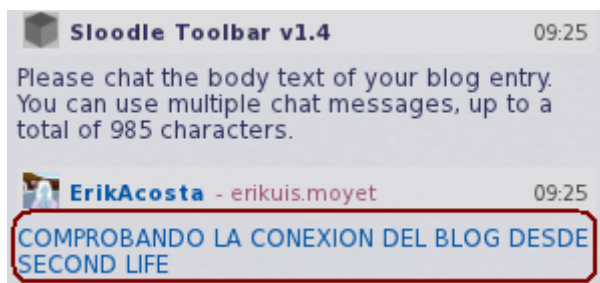 Sloodle Toolbar v1.4 09:25
Please chat the body text of your blog entry.
You can use multiple chat messages, up to a
total of 985 characters.
ErikAcosta - erikuis.moyet 09:25
COMPROBANDO LA CONEXION DEL BLOG DESDE
SECOND LIFE